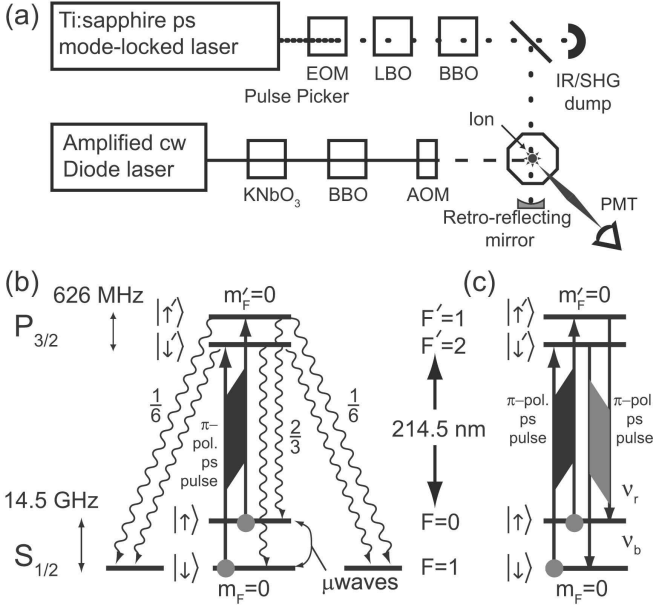 (a)
Ti:sapphire ps
mode-locked laser
EOM
LBO
BBO
Pulse Picker
IR/SHG
dump
Ion
Amplified cw
Diode laser
KNbO3
BBO
AOM
Retro-reflecting
mirror
PMT
(b)
626 MHz
P3/2
|↑′⟩
|↓′⟩
m′F=0
F′=1
F′=2
1/6
π−
pol.
ps
pulse
2/3
1/6
214.5 nm
14.5 GHz
S1/2
|↑⟩
|↓⟩
mF=0
μwaves
F=0
F=1
(c)
m′F=0
|↑′⟩
|↓′⟩
π−pol.
ps
pulse
π−pol
ps
pulse
νr
νb
|↑⟩
|↓⟩
mF=0